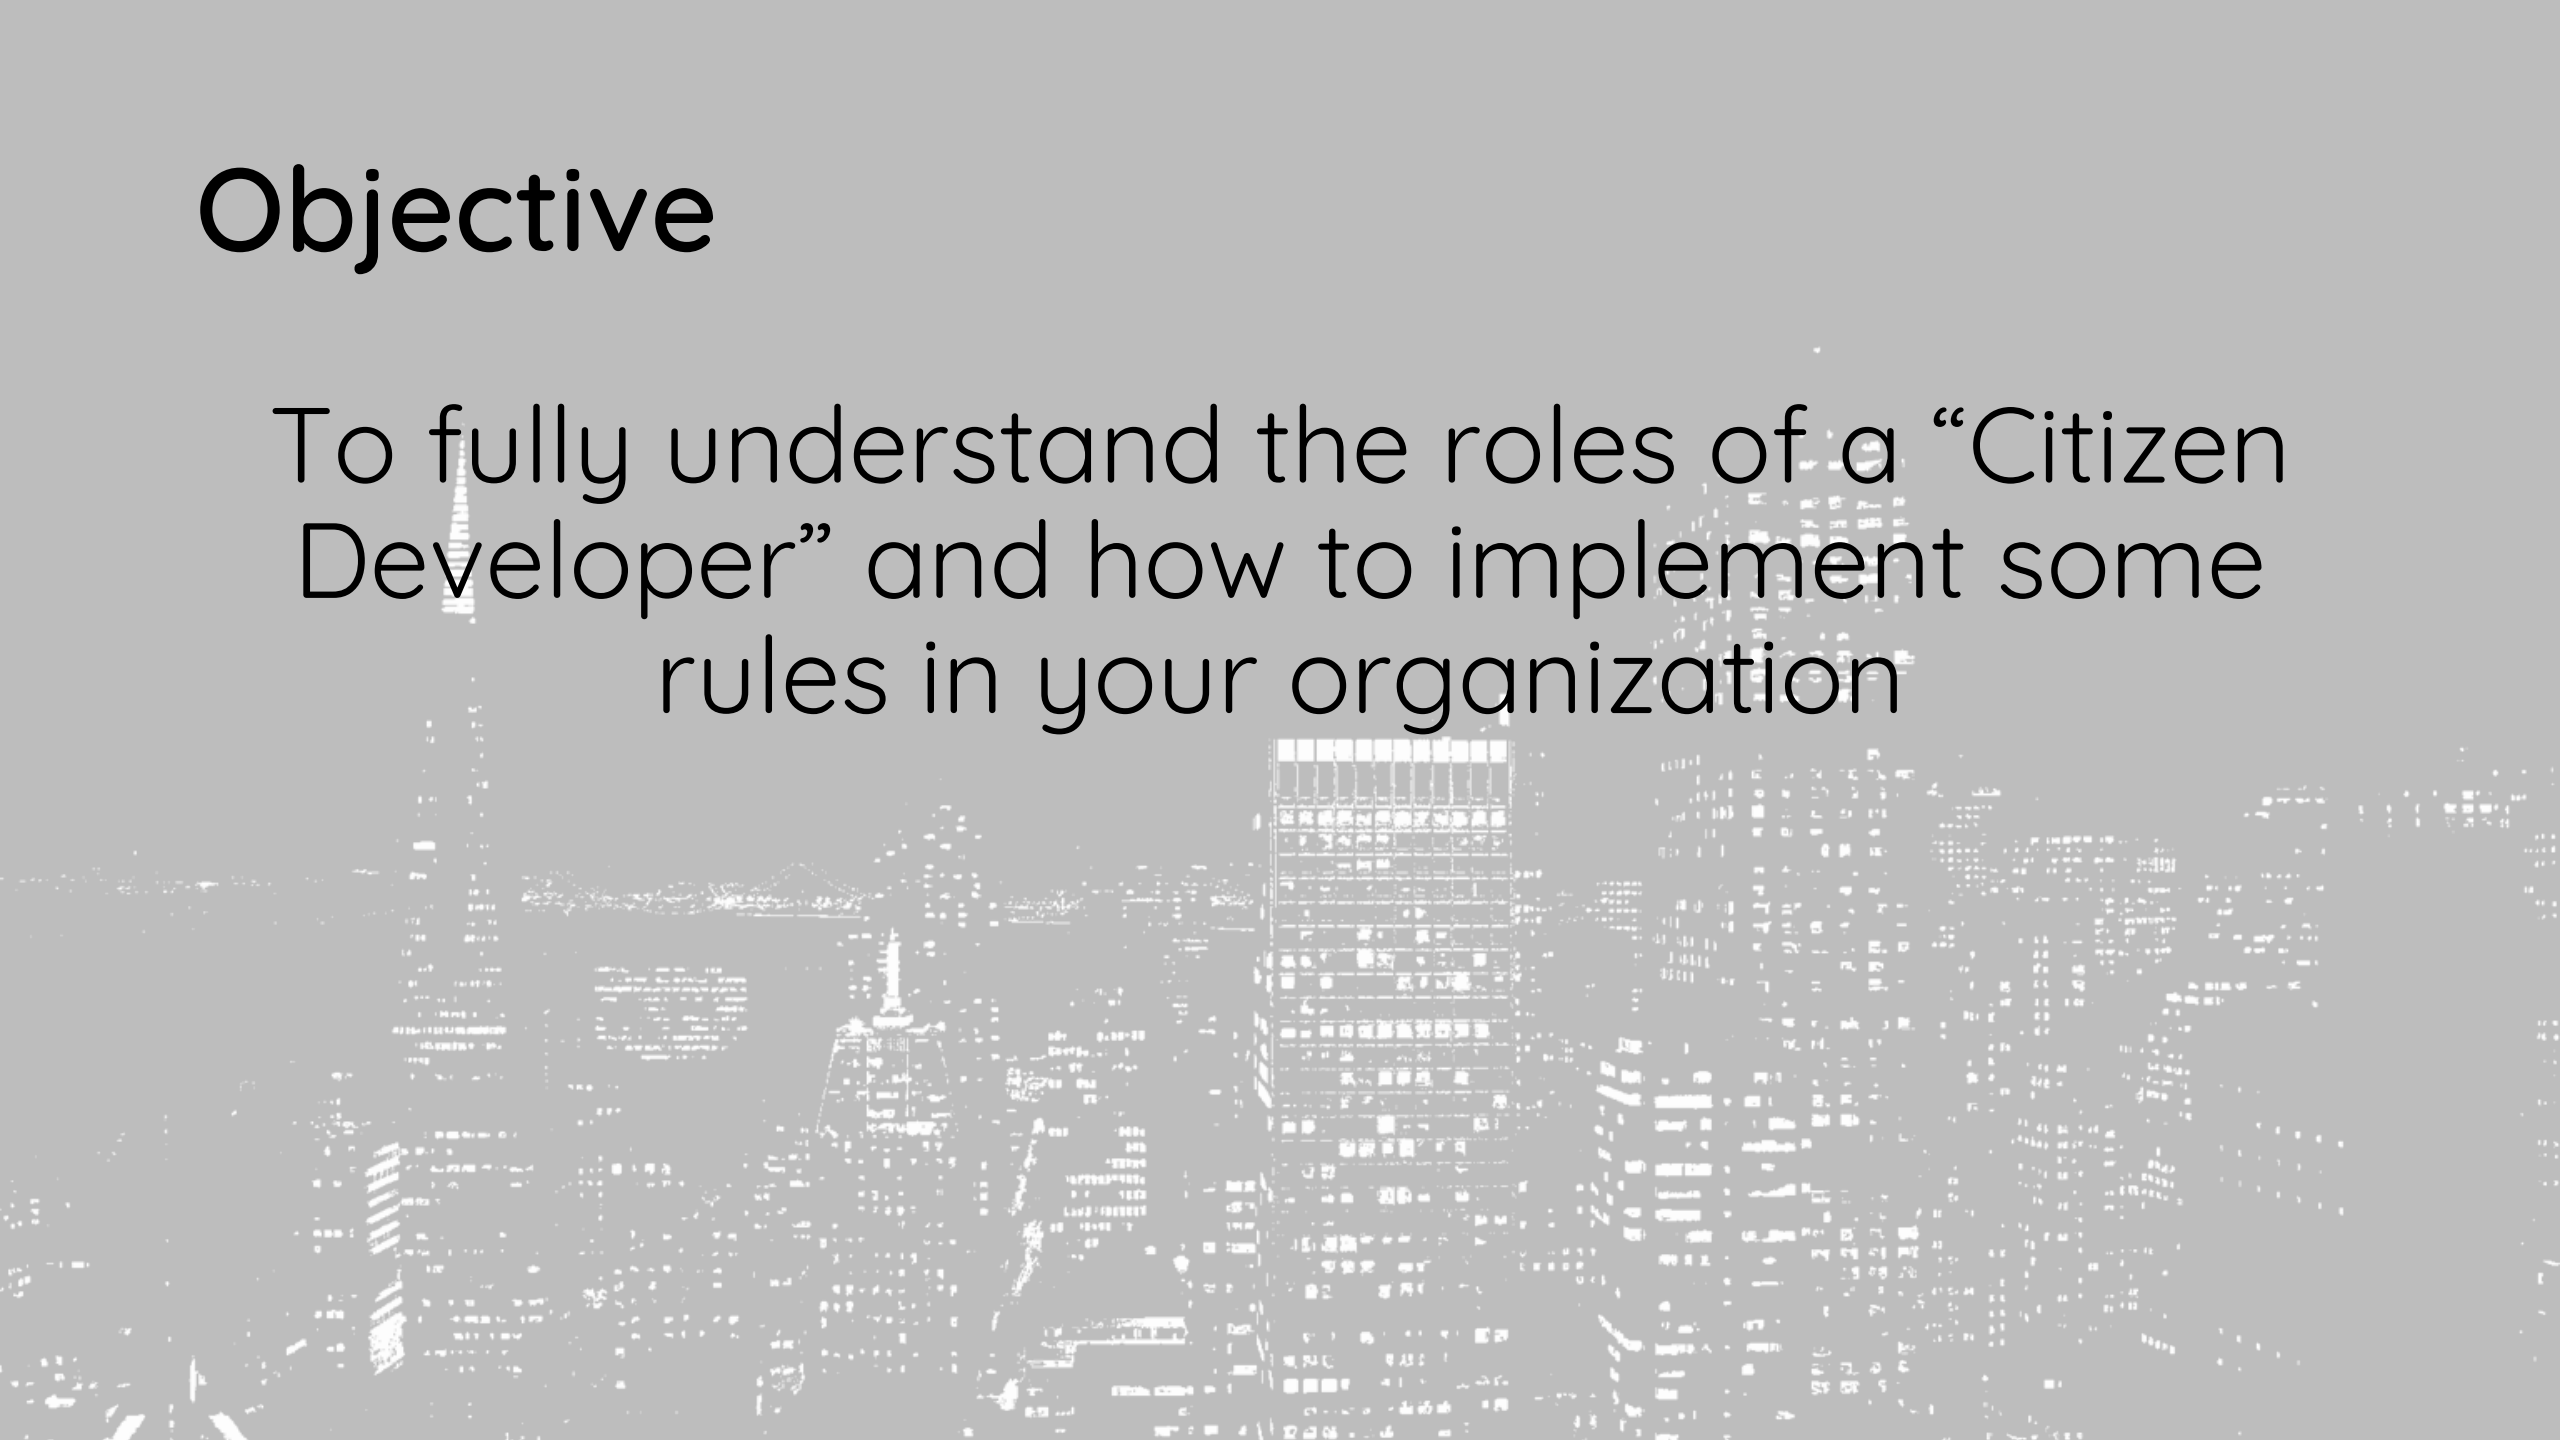 Objective
To fully understand the roles of a “Citizen
Developer” and how to implement some
rules in your organization